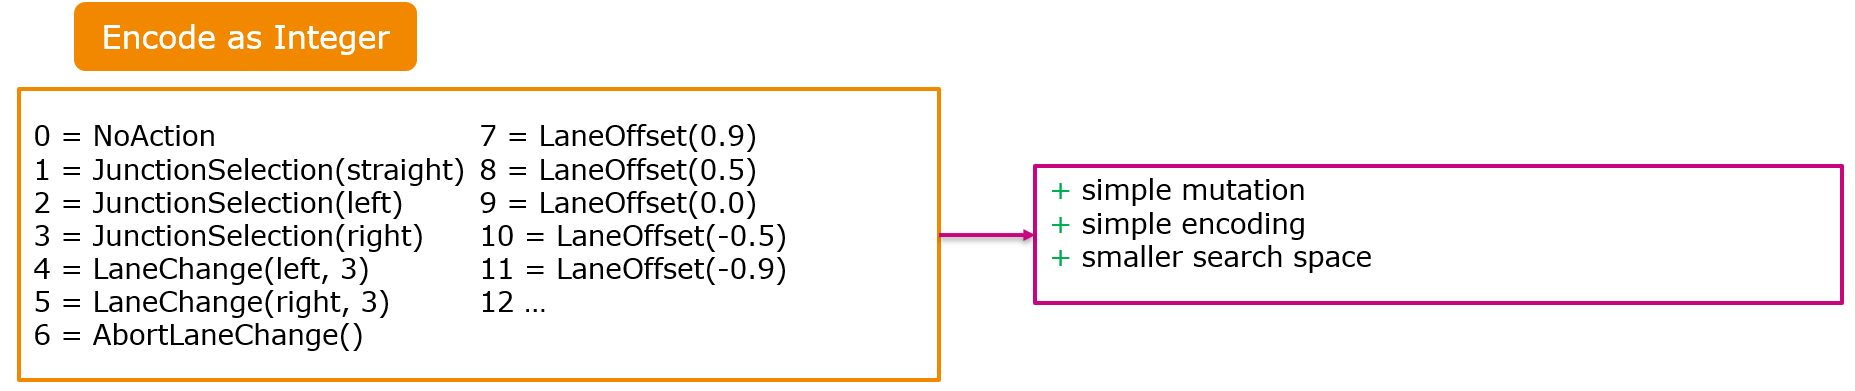 Encode as Integer
0 = NoAction
1 = JunctionSelection(straight)
2 = JunctionSelection(left)
3 = JunctionSelection(right)
4 = LaneChange(left, 3)
5 = LaneChange(right, 3)
6 = AbortLaneChange()
7 = LaneOffset(0.9)
8 = LaneOffset(0.5)
9 = LaneOffset(0.0)
10 = LaneOffset(-0.5)
11 = LaneOffset(-0.9)
12 …
+ simple mutation
+ simple encoding
+ smaller search space